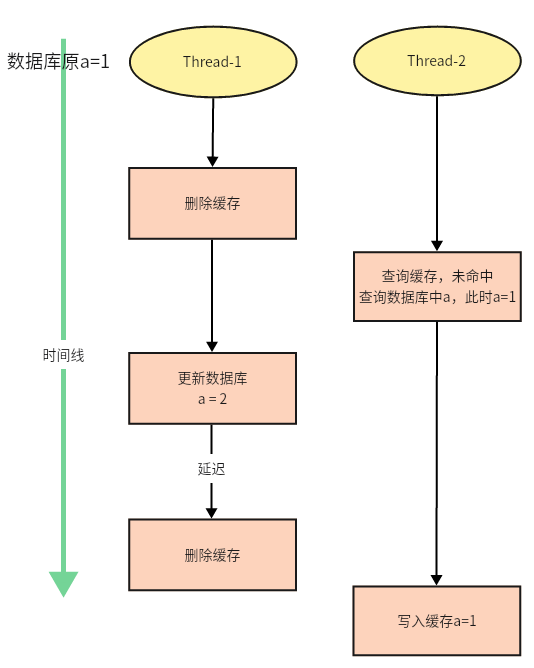 数据库原a=1
Thread-1
Thread-2
删除缓存
查询缓存，未命中
查询数据库中a，此时a=1
时间线
更新数据库
a = 2
延迟
删除缓存
写入缓存a=1